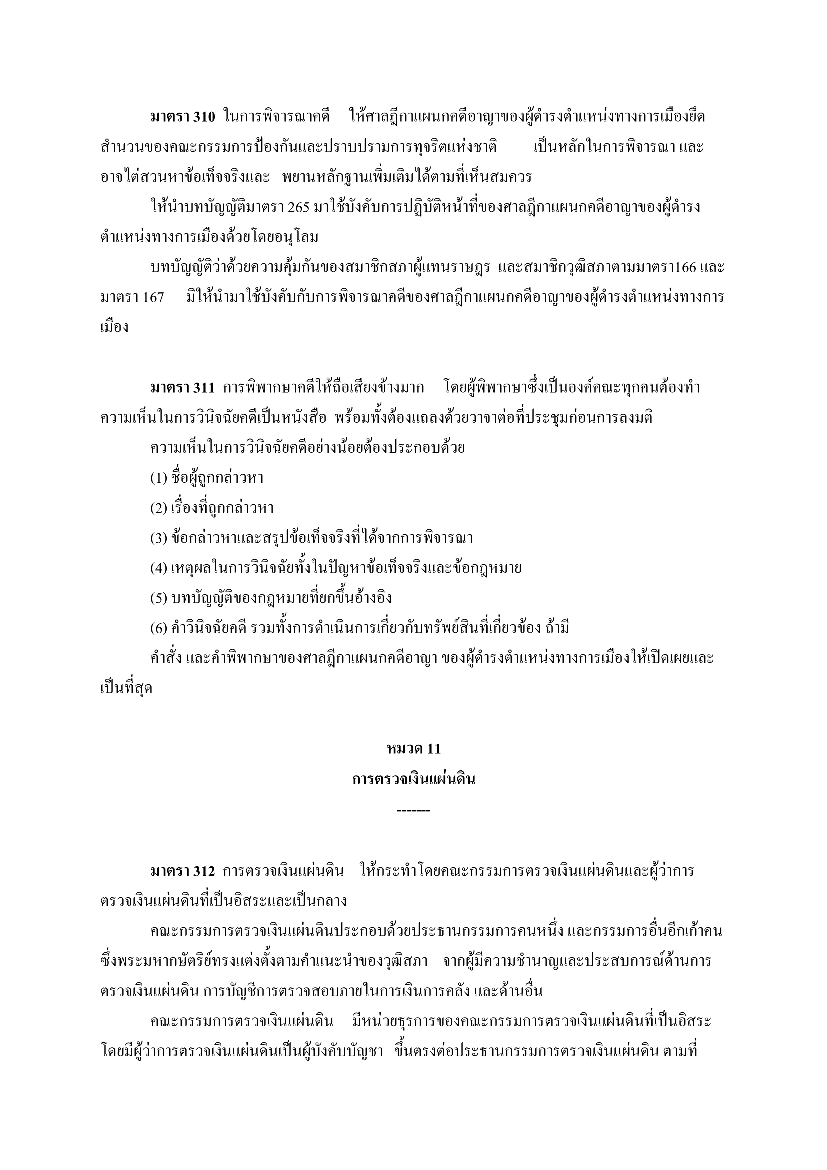 มาตรา 310 ในการพิจารณาคดี ให้ศาลฎีกาแผนกคดีอาญาของผู้ดำรงตำแหน่งทางการเมืองยึด
สำนวนของคณะกรรมการป้องกันและปราบปรามการทุจริตแห่งชาติ เป็นหลักในการพิจารณา และ
อาจไต่สวนหาข้อเท็จจริงและ พยานหลักฐานเพิ่มเติมได้ตามที่เห็นสมควร
ให้นำบทบัญญัติมาตรา 265 มาใช้บังคับการปฏิบัติหน้าที่ของศาลฎีกาแผนกคดีอาญาของผู้ดำรง
ตำแหน่งทางการเมืองด้วยโดยอนุโลม
บทบัญญัติว่าด้วยความคุ้มกันของสมาชิกสภาผู้แทนราษฎร และสมาชิกวุฒิสภาตามมาตรา166 และ
มาตรา 167 มิให้นำมาใช้บังคับกับการพิจารณาคดีของศาลฎีกาแผนกคดีอาญาของผู้ดำรงตำแหน่งทางการ
เมือง
มาตรา 311 การพิพากษาคดีให้ถือเสียงข้างมาก โดยผู้พิพากษาซึ่งเป็นองค์คณะทุกคนต้องทำ
ความเห็นในการวินิจฉัยคดีเป็นหนังสือ พร้อมทั้งต้องแถลงด้วยวาจาต่อที่ประชุมก่อนการลงมติ
ความเห็นในการวินิจฉัยคดีอย่างน้อยต้องประกอบด้วย
(1) ชื่อผู้ถูกกล่าวหา
(2) เรื่องที่ถูกกล่าวหา
(3) ข้อกล่าวหาและสรุปข้อเท็จจริงที่ได้จากการพิจารณา
(4) เหตุผลในการวินิจฉัยทั้งในปัญหาข้อเท็จจริงและข้อกฎหมาย
(5) บทบัญญัติของกฎหมายที่ยกขึ้นอ้างอิง
(6) คำวินิจฉัยคดี รวมทั้งการดำเนินการเกี่ยวกับทรัพย์สินที่เกี่ยวข้อง ถ้ามี
คำสั่ง และคำพิพากษาของศาลฎีกาแผนกคดีอาญา ของผู้ดำรงตำแหน่งทางการเมืองให้เปิดเผยและ
เป็นที่สุด
หมวด 11
การตรวจเงินแผ่นดิน
-------
มาตรา 312 การตรวจเงินแผ่นดิน ให้กระทำโดยคณะกรรมการตรวจเงินแผ่นดินและผู้ว่าการ
ตรวจเงินแผ่นดินที่เป็นอิสระและเป็นกลาง
คณะกรรมการตรวจเงินแผ่นดินประกอบด้วยประธานกรรมการคนหนึ่ง และกรรมการอื่นอีกเก้าคน
ซึ่งพระมหากษัตริย์ทรงแต่งตั้งตามคำแนะนำของวุฒิสภา จากผู้มีความชำนาญและประสบการณ์ด้านการ
ตรวจเงินแผ่นดิน การบัญชีการตรวจสอบภายในการเงินการคลัง และด้านอื่น
คณะกรรมการตรวจเงินแผ่นดิน มีหน่วยธุรการของคณะกรรมการตรวจเงินแผ่นดินที่เป็นอิสระ
โดยมีผู้ว่าการตรวจเงินแผ่นดินเป็นผู้บังคับบัญชา ขึ้นตรงต่อประธานกรรมการตรวจเงินแผ่นดิน ตามที่